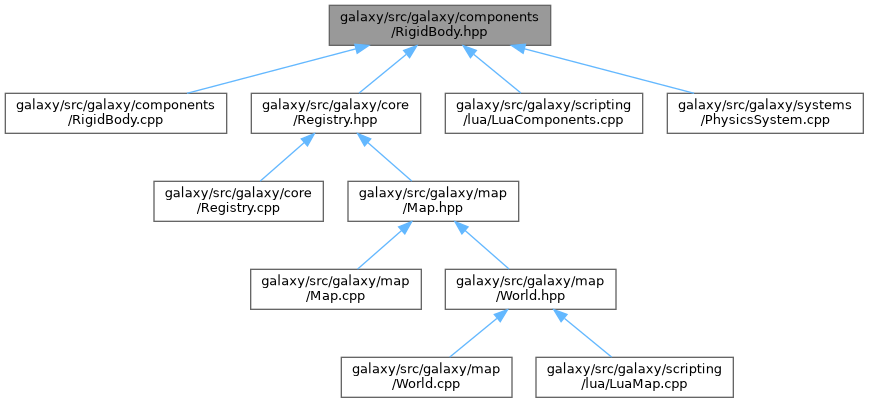 galaxy/src/galaxy/components
/RigidBody.hpp
galaxy/src/galaxy/components
/RigidBody.cpp
galaxy/src/galaxy/core
/Registry.hpp
galaxy/src/galaxy/scripting
/lua/LuaComponents.cpp
galaxy/src/galaxy/systems
/PhysicsSystem.cpp
galaxy/src/galaxy/core
/Registry.cpp
galaxy/src/galaxy/map
/Map.hpp
galaxy/src/galaxy/map
/Map.cpp
galaxy/src/galaxy/map
/World.hpp
galaxy/src/galaxy/map
/World.cpp
galaxy/src/galaxy/scripting
/lua/LuaMap.cpp